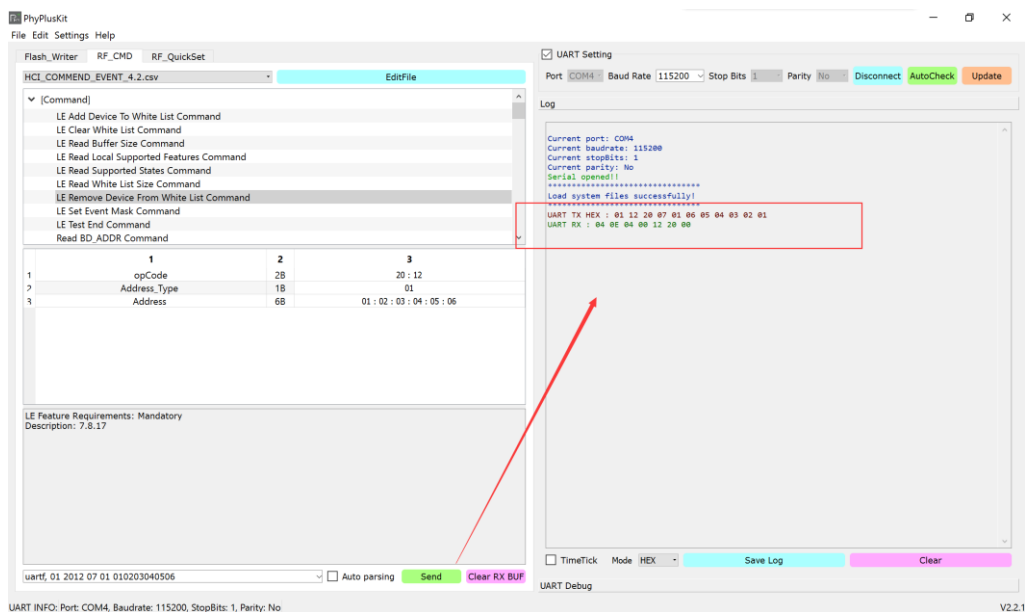 PhyPlusKit
File Edit Settings Help
Flash_Writer RF_CMD RF_QuickSet
HCI_COMMEND_EVENT_4.2.csv EditFile
[Command]
LE Add Device To White List Command
LE Clear White List Command
LE Read Buffer Size Command
LE Read Local Supported Features Command
LE Read Supported States Command
LE Read White List Size Command
LE Remove Device From White List Command
LE Set Event Mask Command
LE Test End Command
Read BD_ADDR Command
1 2 3
1 opCode 2B 20 : 12
2 Address_Type 1B 01
3 Address 6B 01 : 02 : 03 : 04 : 05 : 06
LE Feature Requirements: Mandatory
Description: 7.8.17
uartf, 01 2012 07 01 010203040506 Auto parsing Send Clear RX BUF
UART Setting
Port COM4 Baud Rate 115200 Stop Bits 1 Parity No Disconnect AutoCheck Update
Log
Current port: COM4
Current baudrate: 115200
Current stopBits: 1
Current parity: No
Serial opened!!
********************************
Load system files successfully!
********************************
UART TX HEX : 01 12 20 07 01 06 05 04 03 02 01
UART RX : 04 0E 04 00 12 20 00
TimeTick Mode HEX Save Log Clear
UART Debug
UART INFO: Port: COM4, Baudrate: 115200, StopBits: 1, Parity: No V2.2.1